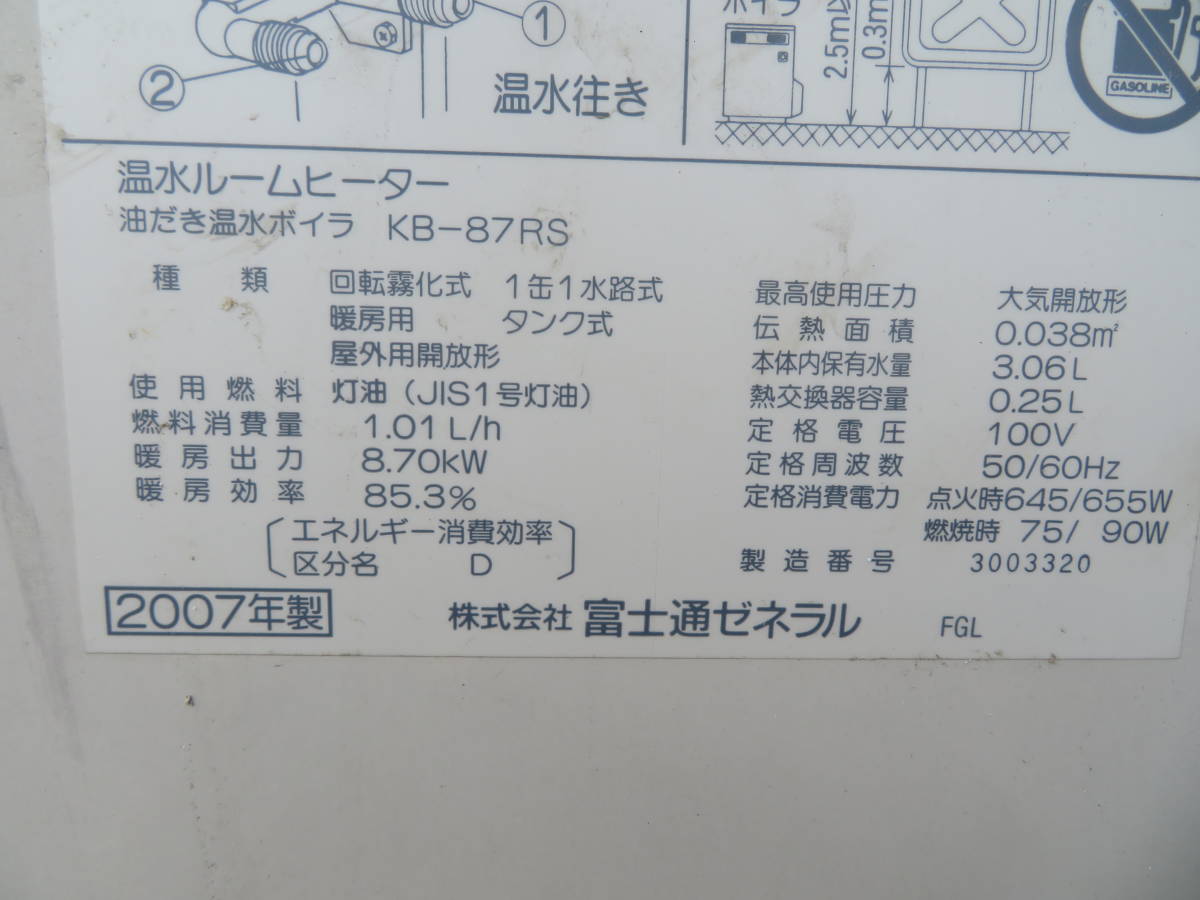 ①
②
温水往き
ボイラ
2.5m以
0.3m
GASOLINE
温水ルームヒーター
油だき温水ボイラ KB-87RS
種類 回転霧化式 1缶1水路式
暖房用 タンク式
屋外用開放形
使用燃料 灯油(JIS1号灯油)
燃料消費量 1.01L/h
暖房出力 8.70kW
暖房効率 85.3%
エネルギー消費効率
区分名 D
最高使用圧力 大気開放形
伝熱面積 0.038㎡
本体内保有水量 3.06L
熱交換器容量 0.25L
定格電圧 100V
定格周波数 50/60Hz
定格消費電力 点火時645/655W
燃焼時 75/ 90W
製造番号 3003320
2007年製
株式会社 富士通ゼネラル FGL